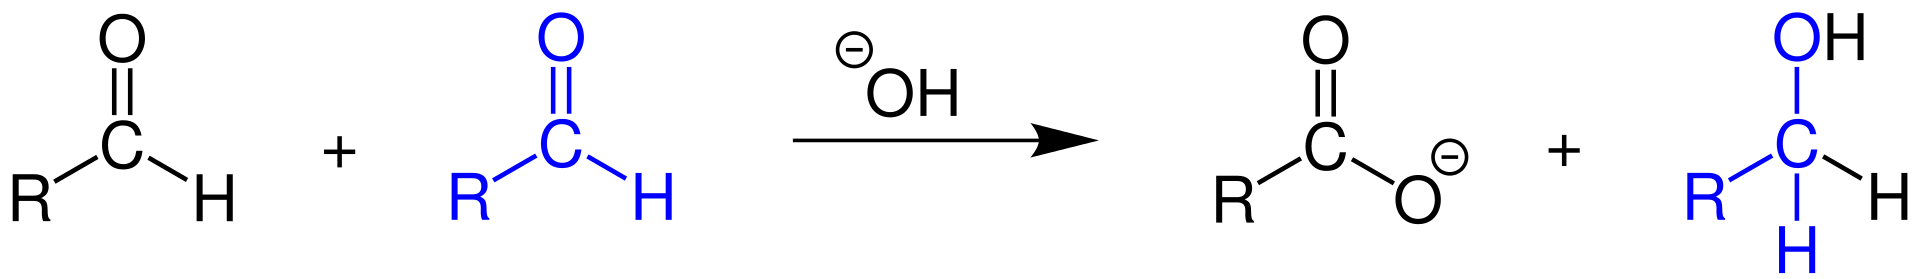 O O ⊖ O OH
OH
C + C C ⊖ + C
R H R H R O R H
H